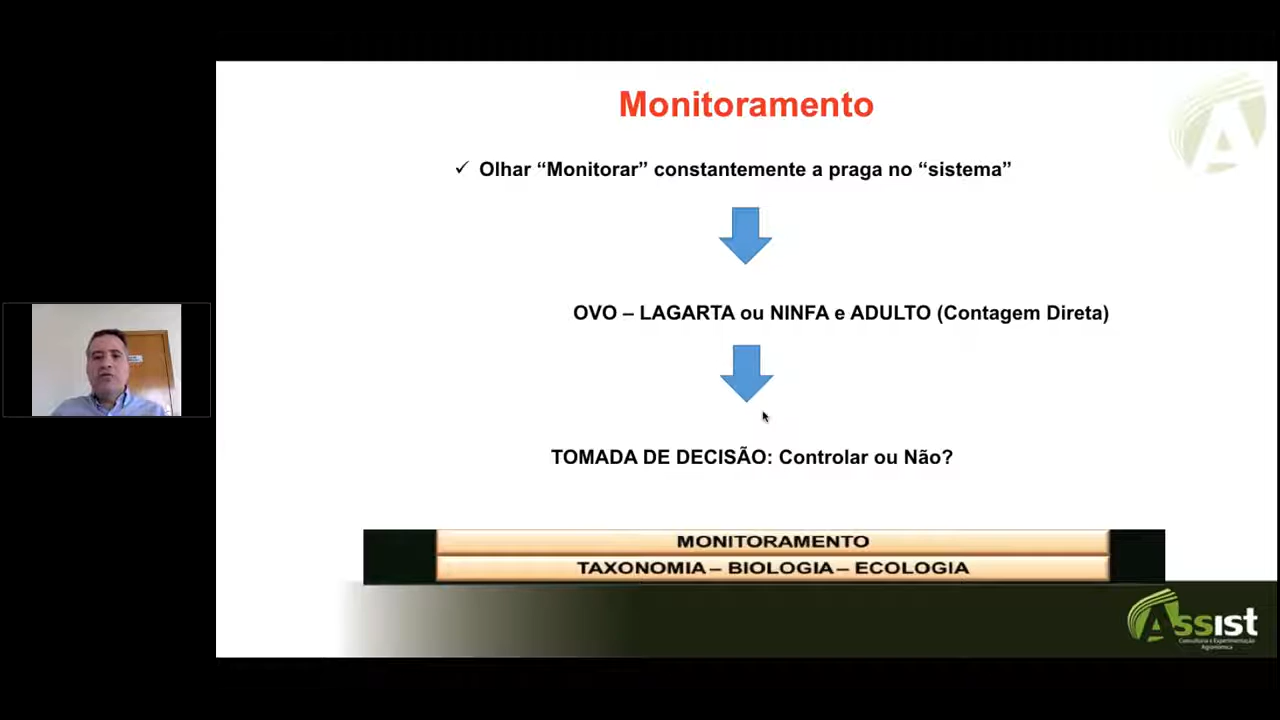 Monitoramento
✓ Olhar “Monitorar” constantemente a praga no “sistema”
OVO – LAGARTA ou NINFA e ADULTO (Contagem Direta)
TOMADA DE DECISÃO: Controlar ou Não?
MONITORAMENTO
TAXONOMIA – BIOLOGIA – ECOLOGIA
Assist
Consultoria e Experimentação
Agronômica